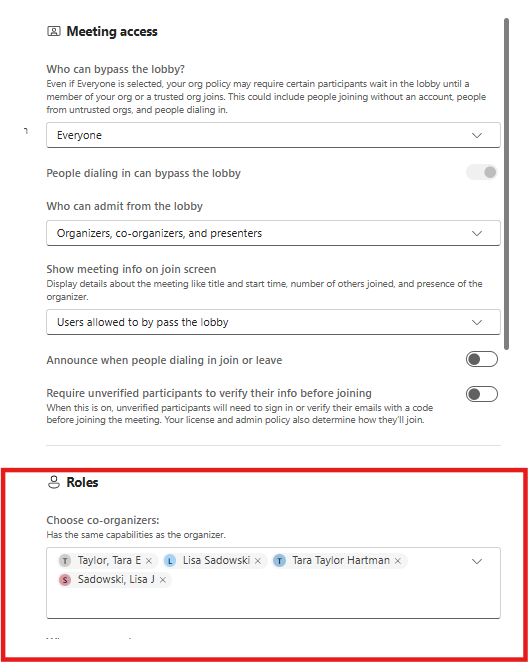 Meeting access
Who can bypass the lobby?
Even if Everyone is selected, your org policy may require certain participants wait in the lobby until a
member of your org or a trusted org joins. This could include people joining without an account, people
from untrusted orgs, and people dialing in.
Everyone
People dialing in can bypass the lobby
Who can admit from the lobby
Organizers, co-organizers, and presenters
Show meeting info on join screen
Display details about the meeting like title and start time, number of others joined, and presence of the
organizer.
Users allowed to by pass the lobby
Announce when people dialing in join or leave
Require unverified participants to verify their info before joining
When this is on, unverified participants will need to sign in or verify their emails with a code
before joining the meeting. Your license and admin policy also determine how they'll join.
Roles
Choose co-organizers:
Has the same capabilities as the organizer.
T Taylor, Tara E × L Lisa Sadowski × T Tara Taylor Hartman ×
S Sadowski, Lisa J ×